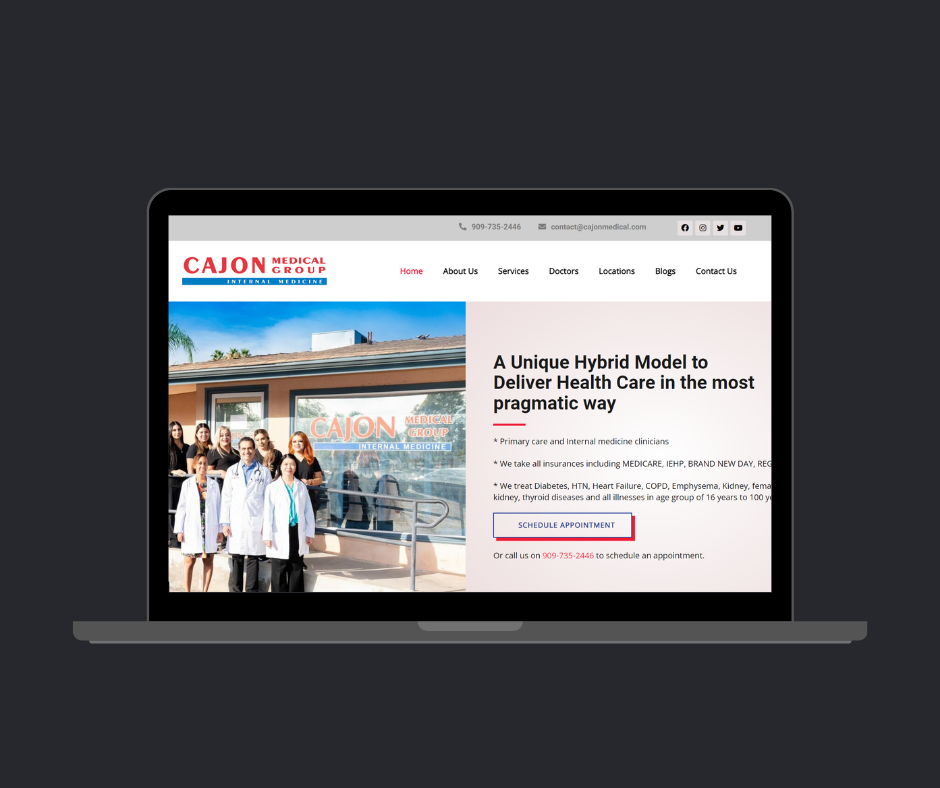 909-735-2446 contact@cajonmedical.com
CAJON MEDICAL GROUP
INTERNAL MEDICINE
Home About Us Services Doctors Locations Blogs Contact Us
CAJON MEDICAL GROUP
INTERNAL MEDICINE
A Unique Hybrid Model to
Deliver Health Care in the most
pragmatic way
* Primary care and Internal medicine clinicians
* We take all insurances including MEDICARE, IEHP, BRAND NEW DAY, REG
* We treat Diabetes, HTN, Heart Failure, COPD, Emphysema, Kidney, fema
kidney, thyroid diseases and all illnesses in age group of 16 years to 100 ye
SCHEDULE APPOINTMENT
Or call us on 909-735-2446 to schedule an appointment.